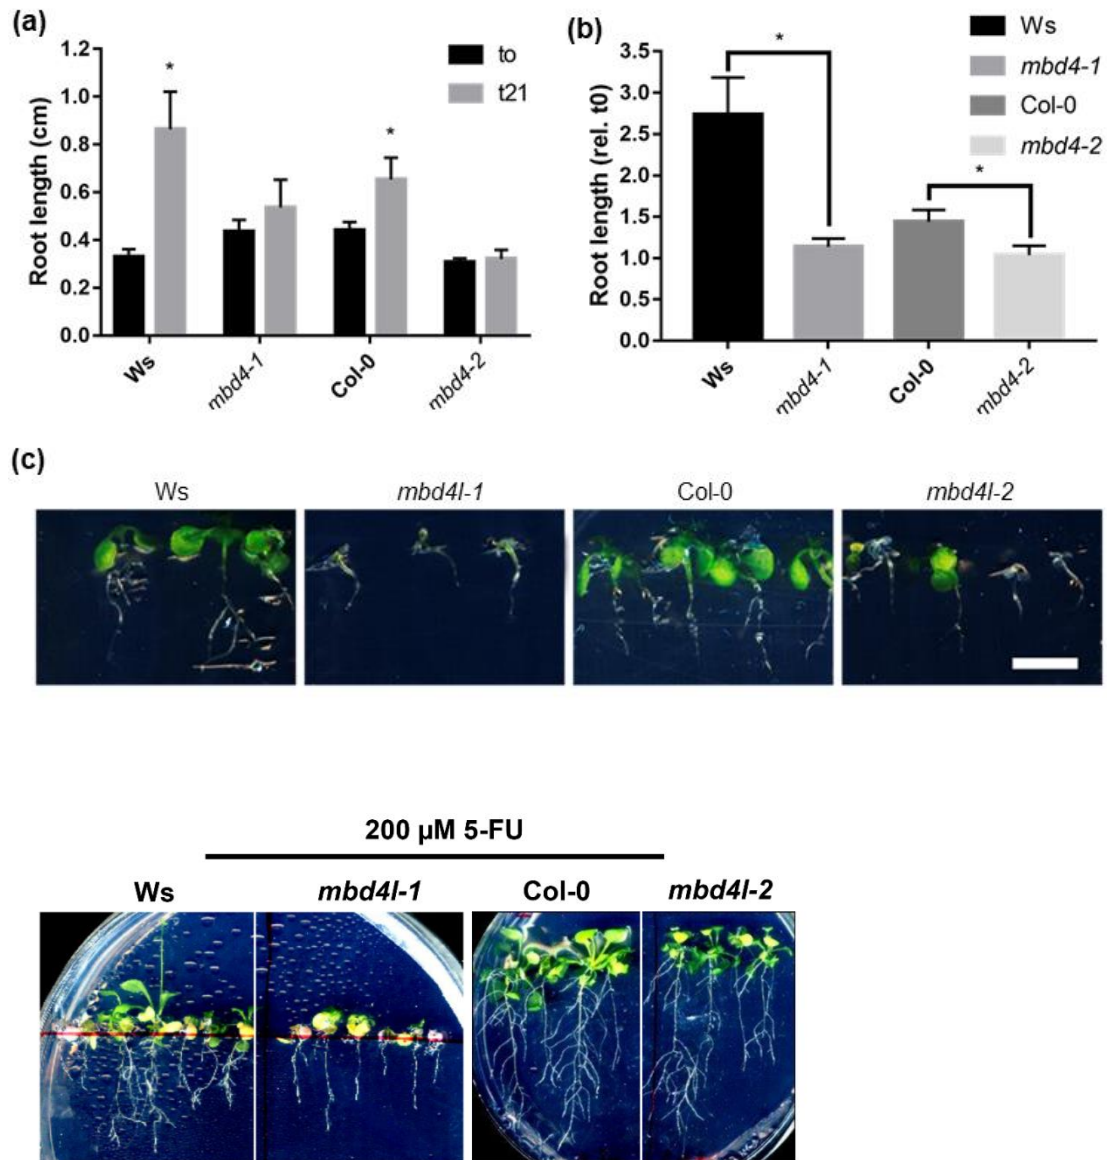 (a)
1.2
1.0
0.8
0.6
0.4
0.2
0.0
Root length (cm)
to
t21
*
*
Ws
mbd4-1
Col-0
mbd4-2
(b)
3.5
3.0
2.5
2.0
1.5
1.0
0.5
0.0
Root length (rel. t0)
Ws
mbd4-1
Col-0
mbd4-2
*
*
Ws
mbd4-1
Col-0
mbd4-2
(c)
Ws mbd4l-1 Col-0 mbd4l-2
200 µM 5-FU
Ws mbd4l-1 Col-0 mbd4l-2